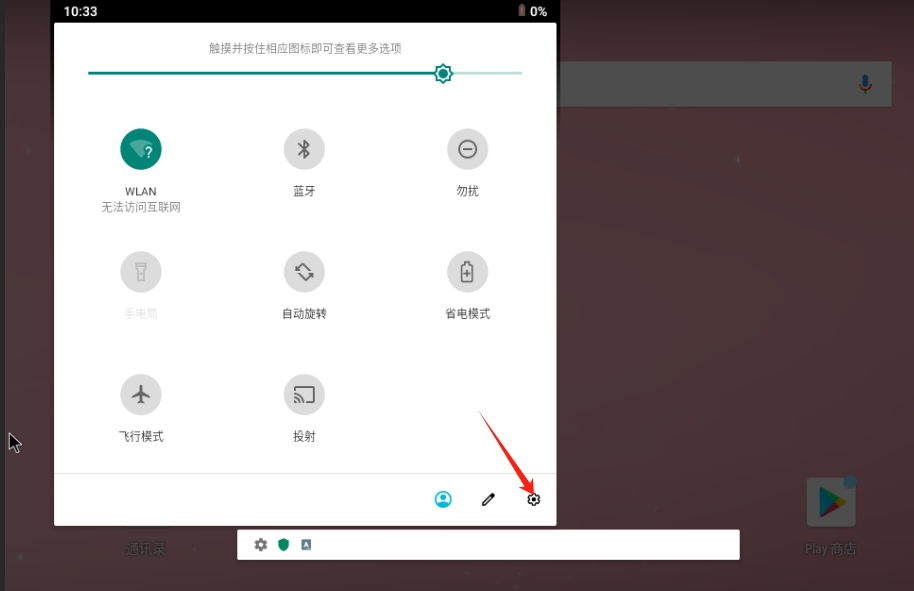 10:33
0%
触摸并按住相应图标即可查看更多选项
WLAN
无法访问互联网
蓝牙
勿扰
手电筒
自动旋转
省电模式
飞行模式
投射
通讯录
Play 商店
A